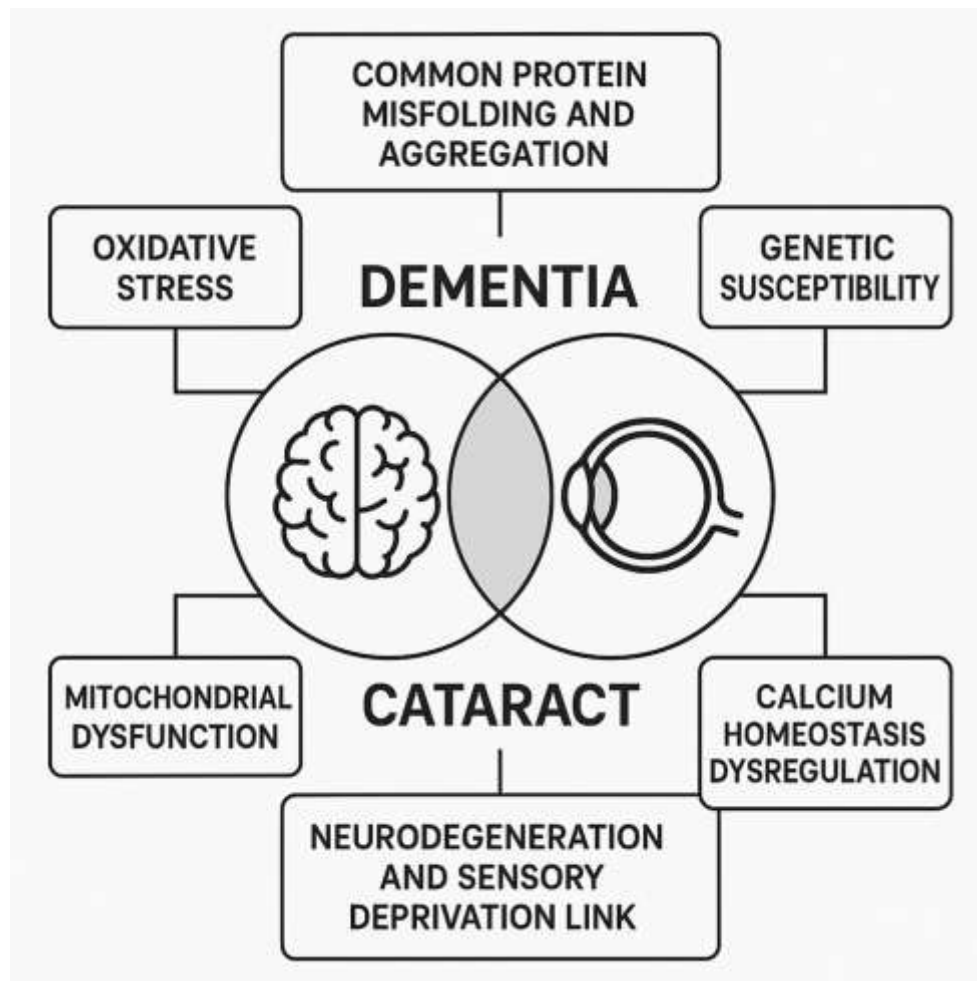 COMMON PROTEIN
MISFOLDING AND
AGGREGATION
OXIDATIVE
STRESS
GENETIC
SUSCEPTIBILITY
DEMENTIA
MITOCHONDRIAL
DYSFUNCTION
CATARACT
CALCIUM
HOMEOSTASIS
DYSREGULATION
NEURODEGENERATION
AND SENSORY
DEPRIVATION LINK